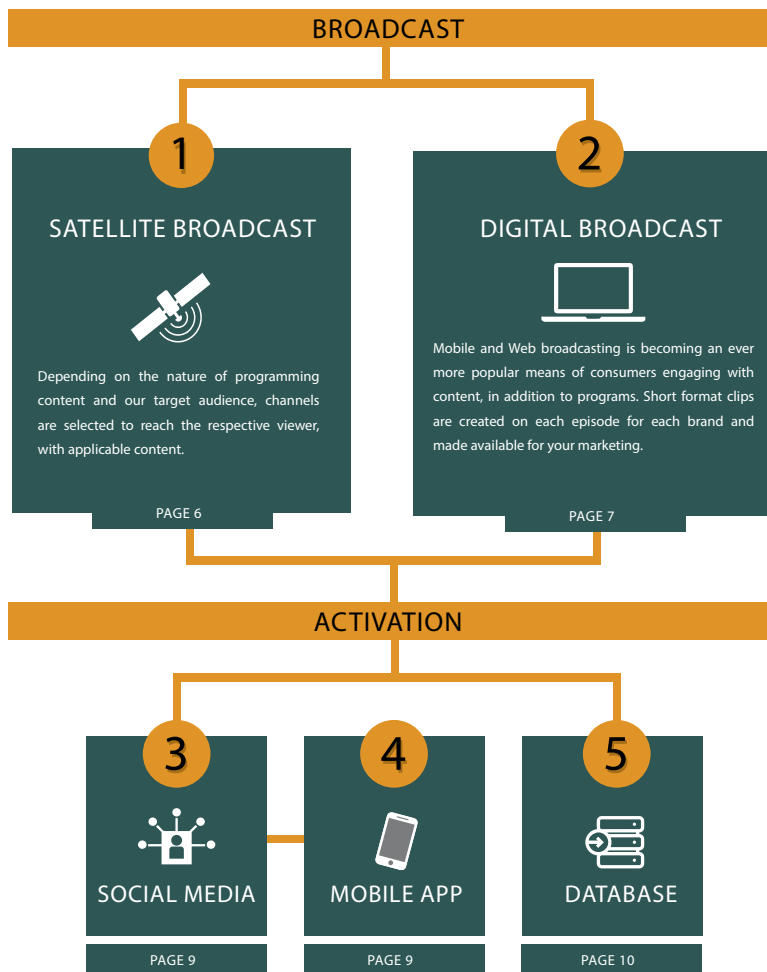 BROADCAST
1
SATELLITE BROADCAST
Depending on the nature of programming
content and our target audience, channels
are selected to reach the respective viewer,
with applicable content.
PAGE 6
2
DIGITAL BROADCAST
Mobile and Web broadcasting is becoming an ever
more popular means of consumers engaging with
content, in addition to programs. Short format clips
are created on each episode for each brand and
made available for your marketing.
PAGE 7
ACTIVATION
3
SOCIAL MEDIA
PAGE 9
4
MOBILE APP
PAGE 9
5
DATABASE
PAGE 10